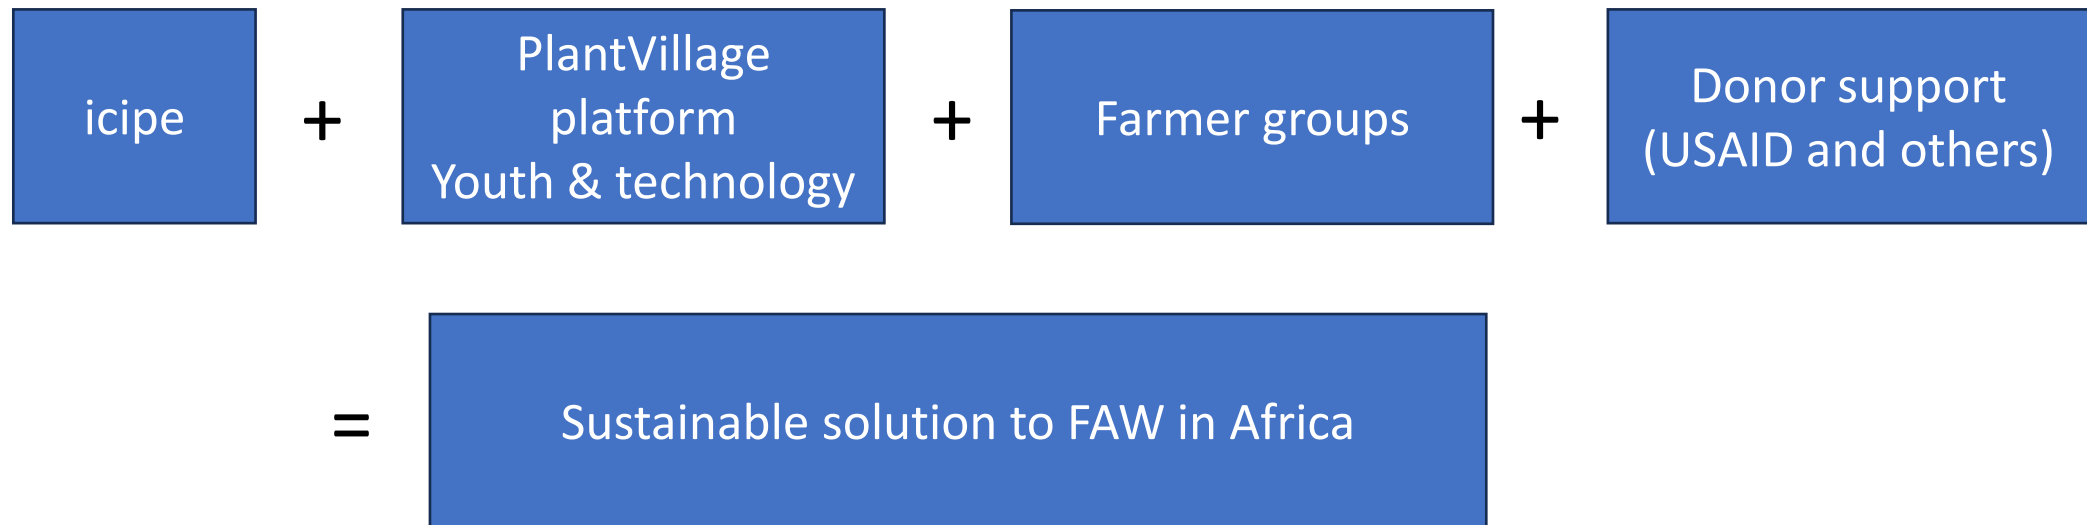 icipe
+
PlantVillage
platform
Youth & technology
+
Farmer groups
+
Donor support
(USAID and others)
=
Sustainable solution to FAW in Africa